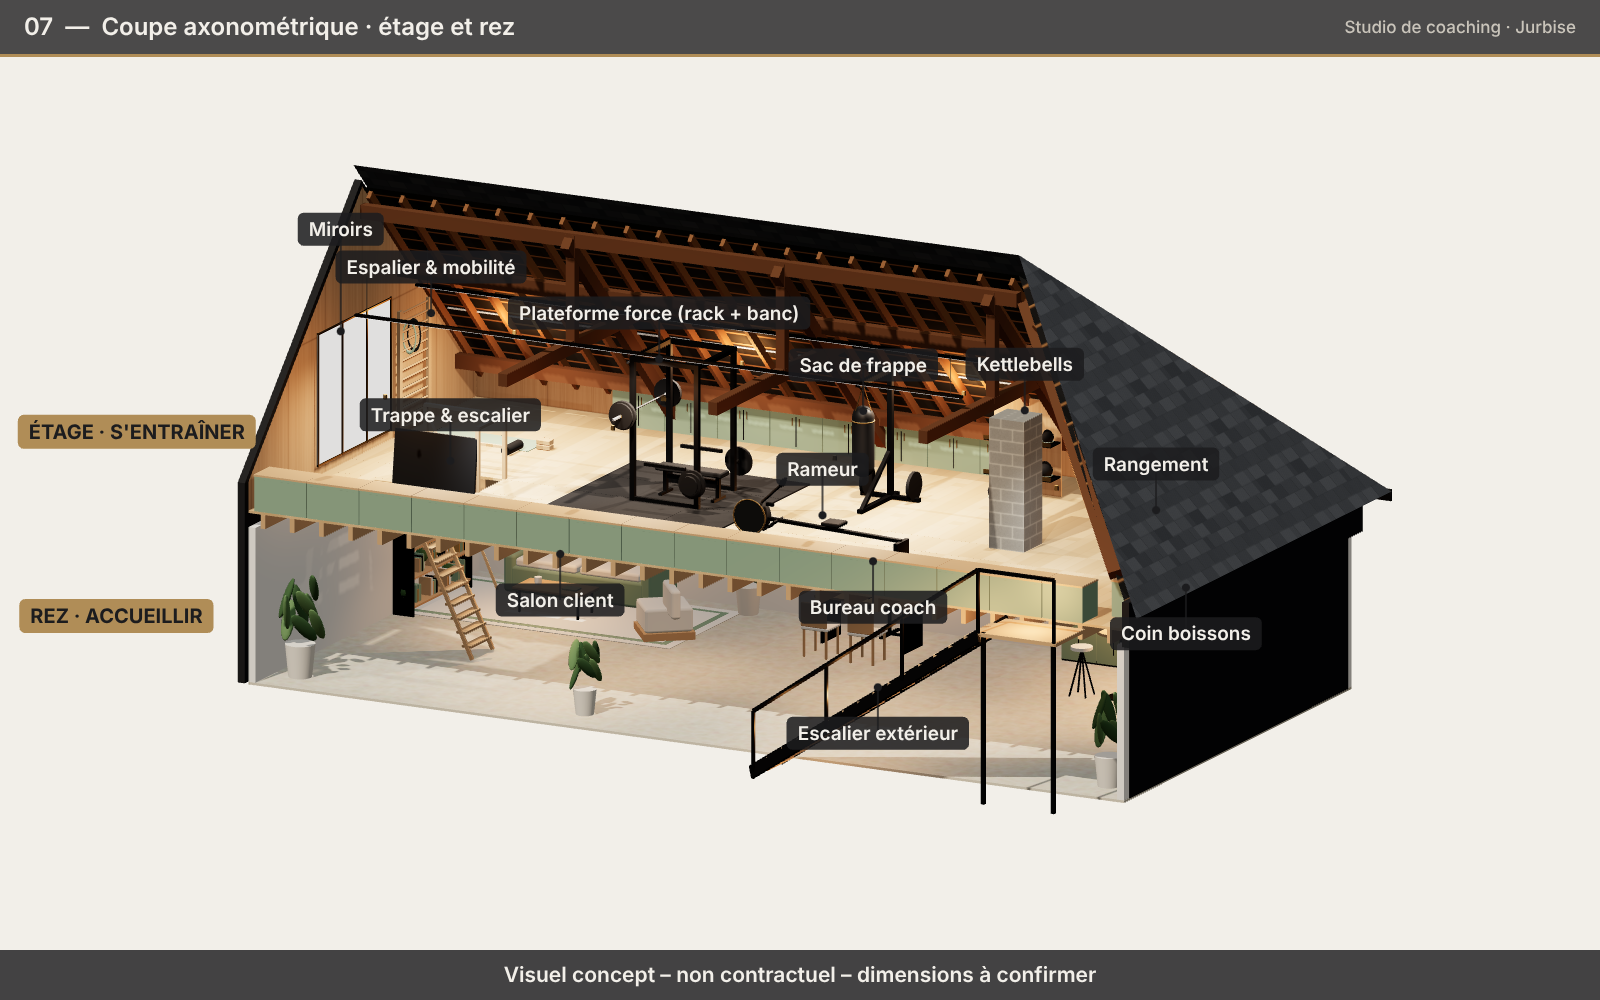 07 — Coupe axonométrique · étage et rez
Studio de coaching · Jurbise
Miroirs
Espalier & mobilité
Plateforme force (rack + banc)
Sac de frappe
Kettlebells
Trappe & escalier
ÉTAGE · S'ENTRAÎNER
Rameur
Rangement
Salon client
Bureau coach
REZ · ACCUEILLIR
Coin boissons
Escalier extérieur
Visuel concept – non contractuel – dimensions à confirmer